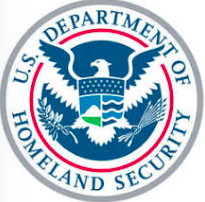 U.S. DEPARTMENT OF
HOMELAND SECURITY